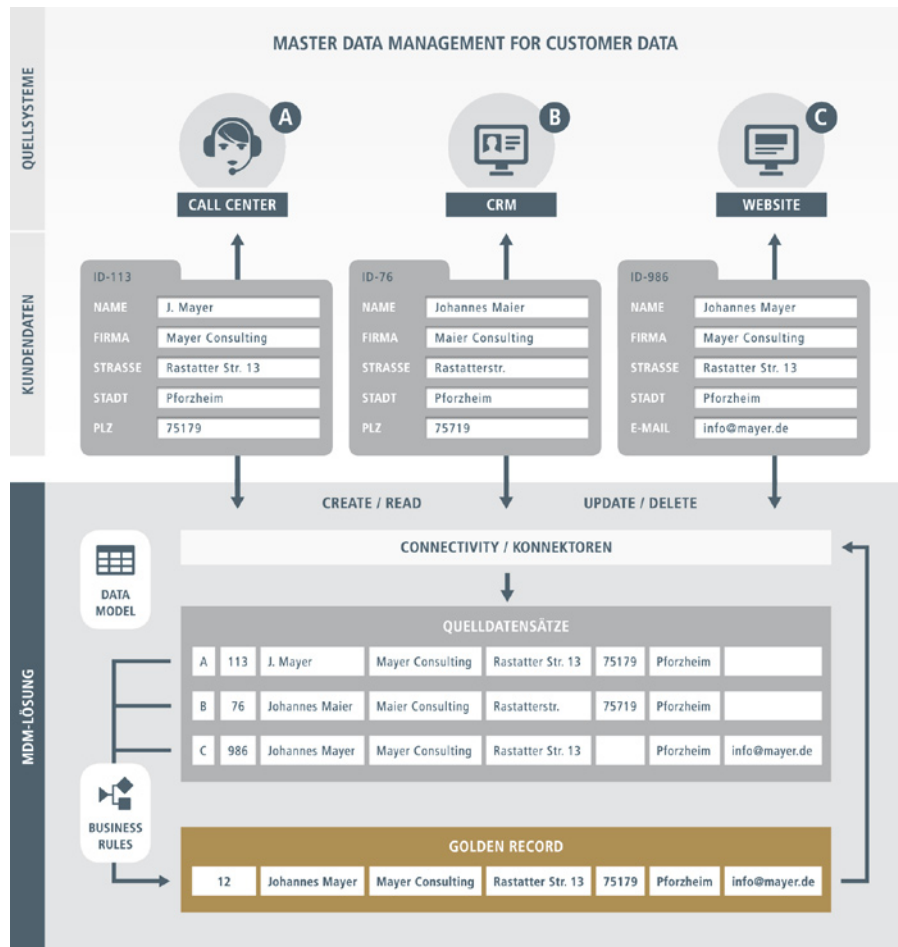 MASTER DATA MANAGEMENT FOR CUSTOMER DATA
QUELLSYSTEME
A
B
C
CALL CENTER
CRM
WEBSITE
KUNDENDATEN
ID-113
NAME J. Mayer
FIRMA Mayer Consulting
STRASSE Rastatter Str. 13
STADT Pforzheim
PLZ 75179
ID-76
NAME Johannes Maier
FIRMA Maier Consulting
STRASSE Rastatterstr.
STADT Pforzheim
PLZ 75719
ID-986
NAME Johannes Mayer
FIRMA Mayer Consulting
STRASSE Rastatter Str. 13
STADT Pforzheim
E-MAIL info@mayer.de
MDM-LÖSUNG
CREATE / READ
UPDATE / DELETE
CONNECTIVITY / KONNEKTOREN
DATA
MODEL
QUELLDATENSÄTZE
A 113 J. Mayer Mayer Consulting Rastatter Str. 13 75179 Pforzheim
B 76 Johannes Maier Maier Consulting Rastatterstr. 75719 Pforzheim
C 986 Johannes Mayer Mayer Consulting Rastatter Str. 13 Pforzheim info@mayer.de
BUSINESS
RULES
GOLDEN RECORD
12 Johannes Mayer Mayer Consulting Rastatter Str. 13 75179 Pforzheim info@mayer.de